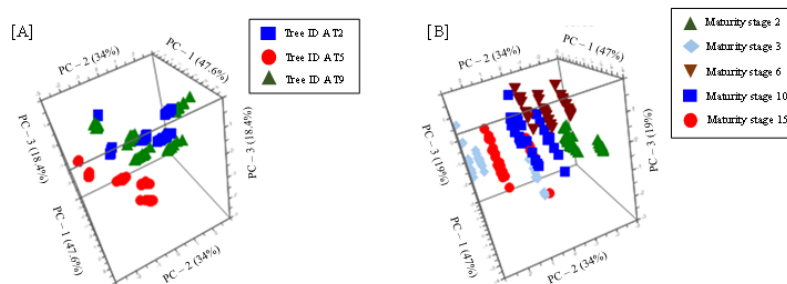 [A]
PC – 2 (34%)
PC – 1 (47.6%)
PC – 3 (18.4%)
PC – 3 (18.4%)
PC – 1 (47.6%)
PC – 2 (34%)
Tree ID AT2
Tree ID AT5
Tree ID AT9
[B]
PC – 2 (34%)
PC – 1 (47%)
PC – 3 (19%)
PC – 3 (19%)
PC – 1 (47%)
PC – 2 (34%)
Maturity stage 2
Maturity stage 3
Maturity stage 6
Maturity stage 10
Maturity stage 15